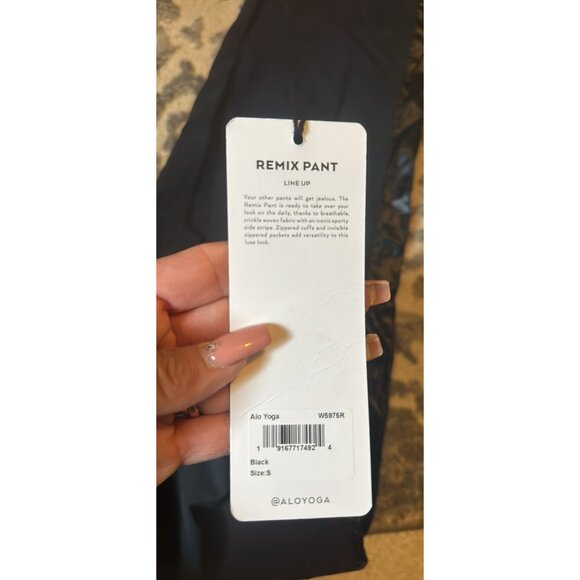 REMIX PANT
LINE UP
Your other pants will get jealous. The
Remix Pant is ready to take over your
look on the daily, thanks to breathable,
crinkle woven fabric with an iconic sporty
side stripe. Zippered cuffs and invisible
zippered pockets add versatility to this
luxe look.
Alo Yoga W5975R
1 91677 17492 4
Black
Size:S
@ALOYOGA